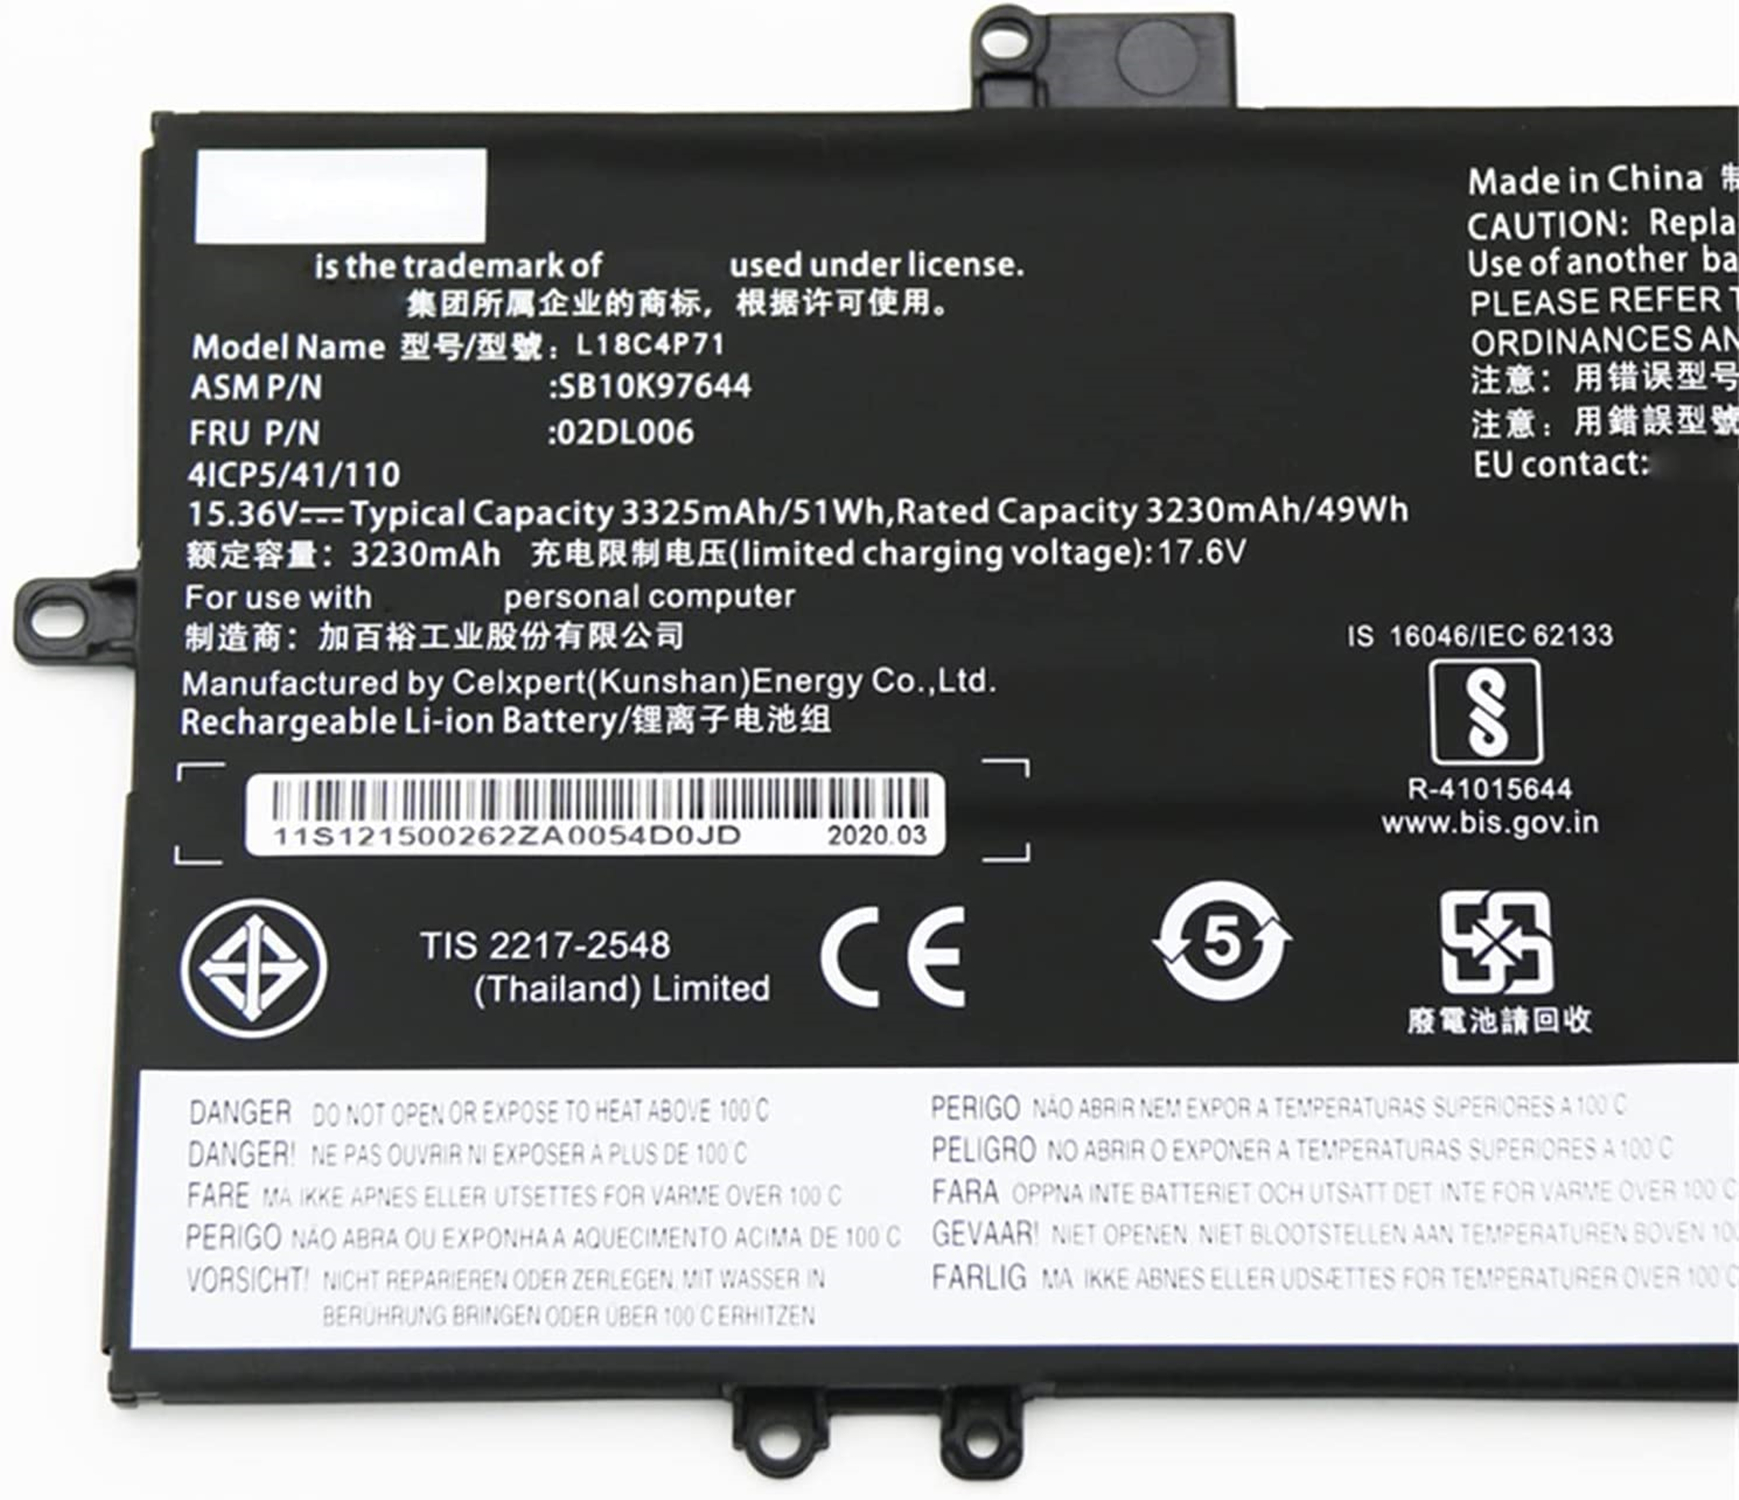 is the trademark of used under license.
集团所属企业的商标，根据许可使用。
Model Name 型号/型號：L18C4P71
ASM P/N :SB10K97644
FRU P/N :02DL006
4ICP5/41/110
15.36V⎓Typical Capacity 3325mAh/51Wh,Rated Capacity 3230mAh/49Wh
额定容量：3230mAh 充电限制电压(limited charging voltage):17.6V
For use with personal computer
制造商：加百裕工业股份有限公司
Manufactured by Celxpert(Kunshan)Energy Co.,Ltd.
Rechargeable Li-ion Battery/锂离子电池组
11S121500262ZA0054D0JD 2020.03
TIS 2217-2548
(Thailand) Limited
CE
5
Made in China 制
CAUTION: Repla
Use of another ba
PLEASE REFER T
ORDINANCES AN
注意：用错误型号
注意：用錯誤型號
EU contact:
IS 16046/IEC 62133
R-41015644
www.bis.gov.in
廢電池請回收
DANGER DO NOT OPEN OR EXPOSE TO HEAT ABOVE 100°C
DANGER! NE PAS OUVRIR NI EXPOSER À PLUS DE 100°C
FARE MA IKKE APNES ELLER UTSETTES FOR VARME OVER 100°C
PERIGO NÃO ABRA OU EXPONHA A AQUECIMENTO ACIMA DE 100°C
VORSICHT! NICHT REPARIEREN ODER ZERLEGEN, MIT WASSER IN
BERÜHRUNG BRINGEN ODER ÜBER 100°C ERHITZEN
PERIGO NÃO ABRIR NEM EXPOR A TEMPERATURAS SUPERIORES A 100°C
PELIGRO NO ABRIR O EXPONER A TEMPERATURAS SUPERIORES A 100°C
FARA OPPNA INTE BATTERIET OCH UTSATT DET INTE FOR VARME OVER 100°C
GEVAAR! NIET OPENEN, NIET BLOOTSTELLEN AAN TEMPERATUREN BOVEN 100
FARLIG MA IKKE ABNES ELLER UDSÆTTES FOR TEMPERATURER OVER 100°C